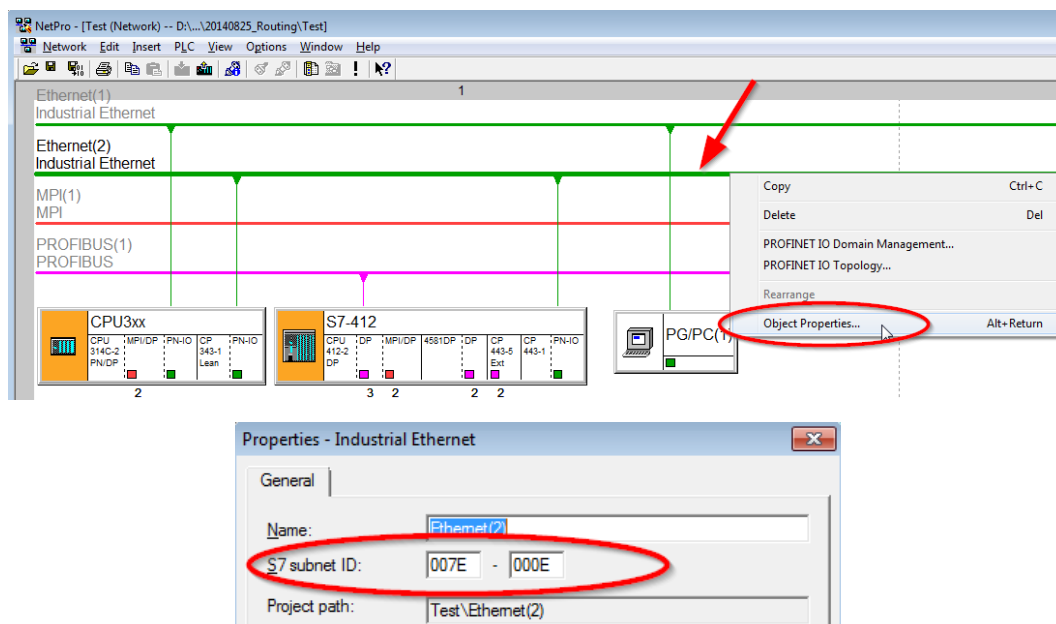 NetPro - [Test (Network) -- D:\...\20140825_Routing\Test]
Network Edit Insert PLC View Options Window Help
1
Ethernet(1)
Industrial Ethernet
Ethernet(2)
Industrial Ethernet
MPI(1)
MPI
PROFIBUS(1)
PROFIBUS
Copy Ctrl+C
Delete Del
PROFINET IO Domain Management...
PROFINET IO Topology...
Rearrange
Object Properties... Alt+Return
CPU3xx
CPU 314C-2 PN/DP
MPI/DP
PN-IO
CP 343-1 Lean
PN-IO
2
S7-412
CPU 412-2 DP
DP
MPI/DP
4581DP
DP
CP 443-5 Ext
CP 443-1
PN-IO
3 2 2 2
PG/PC(1)
Properties - Industrial Ethernet
General
Name: Ethernet(2)
S7 subnet ID: 007E - 000E
Project path: Test\Ethernet(2)